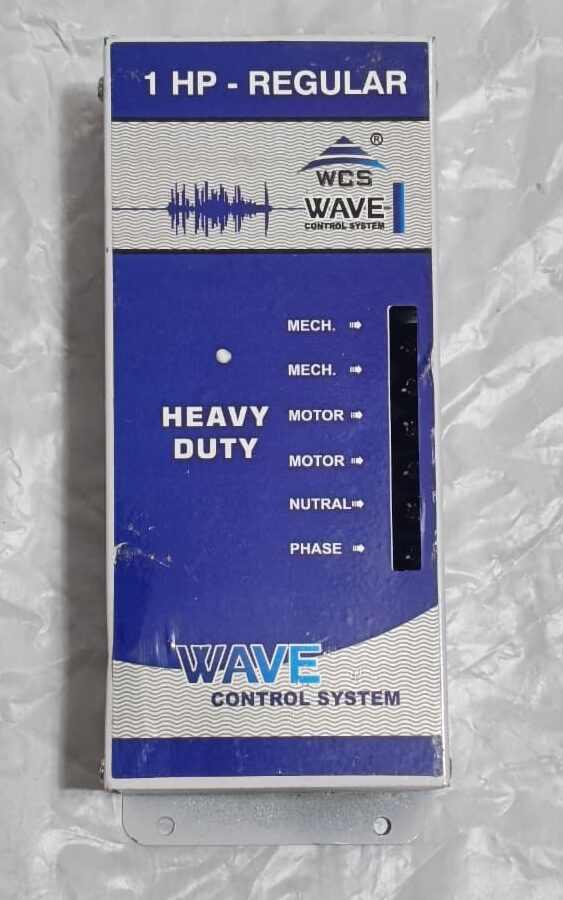 1 HP - REGULAR
®
WCS
WAVE
CONTROL SYSTEM
MECH.
MECH.
HEAVY
DUTY
MOTOR
MOTOR
NUTRAL
PHASE
WAVE
CONTROL SYSTEM